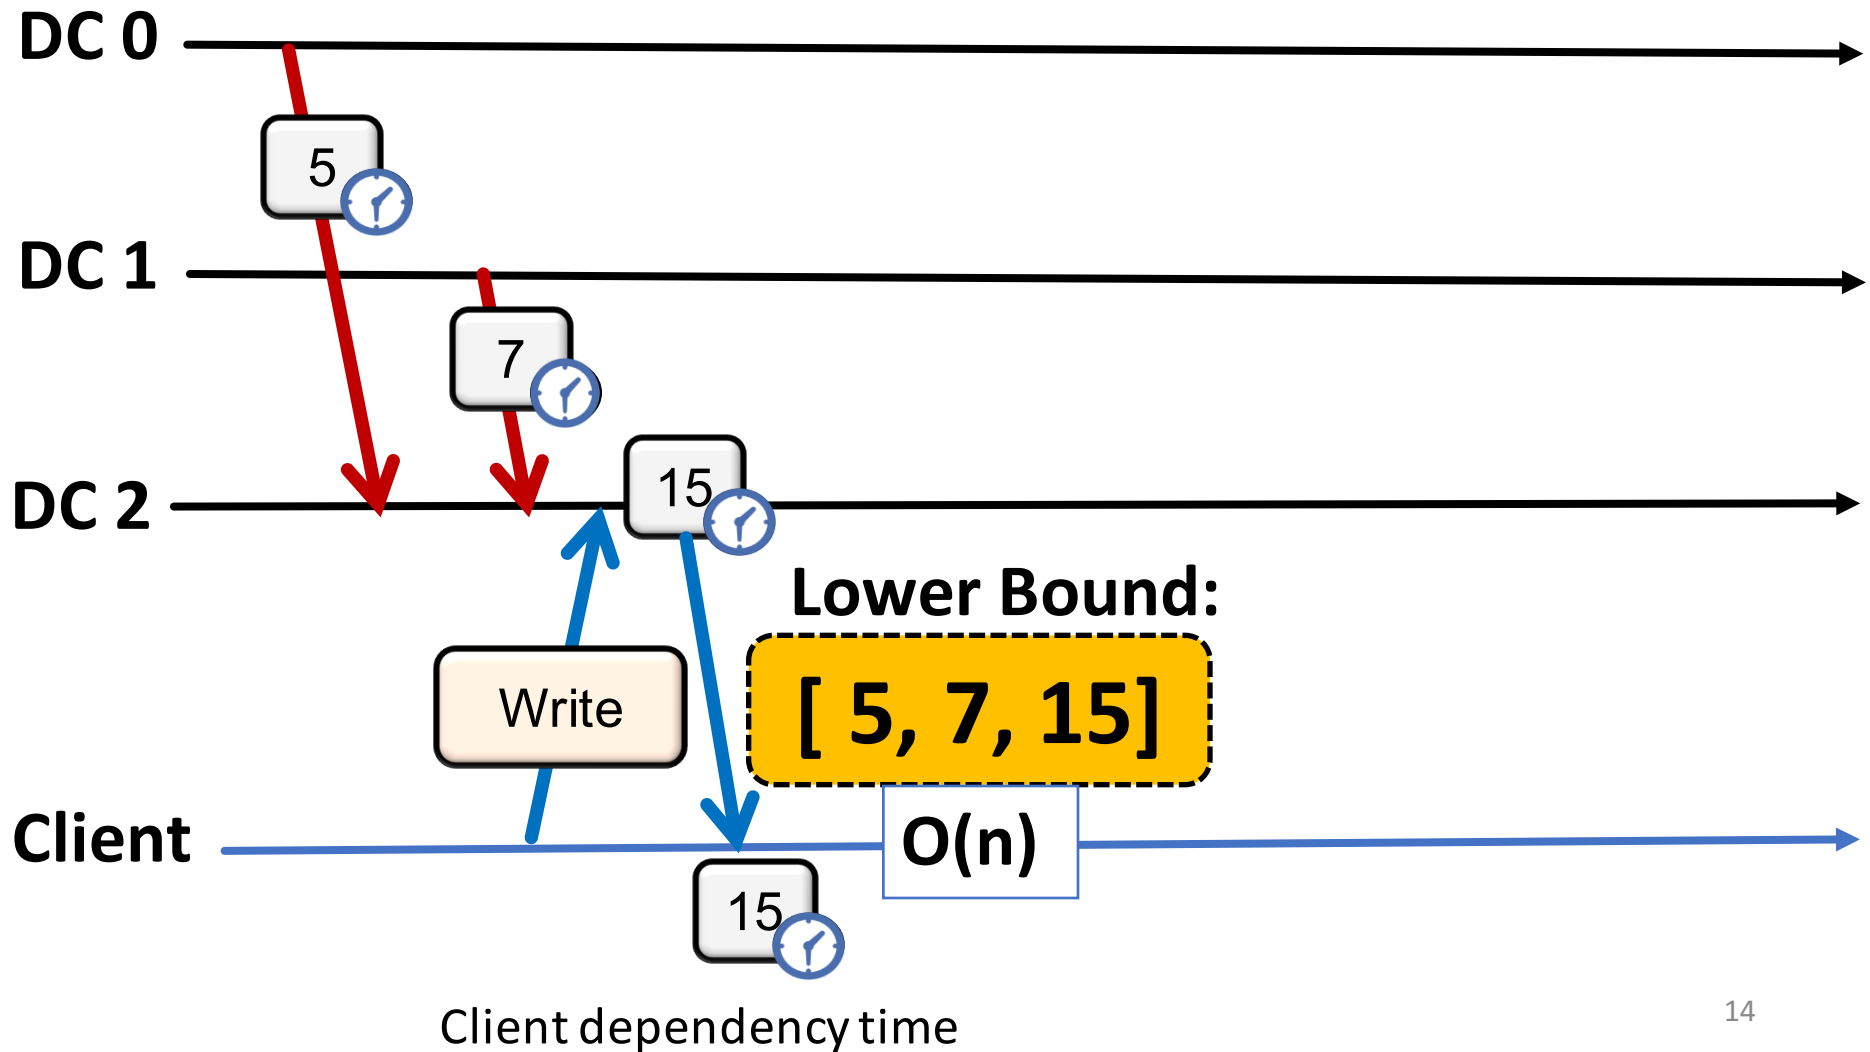 DC 0
5
DC 1
7
DC 2
15
Lower Bound:
Write
[ 5, 7, 15]
Client
O(n)
15
Client dependency time
14